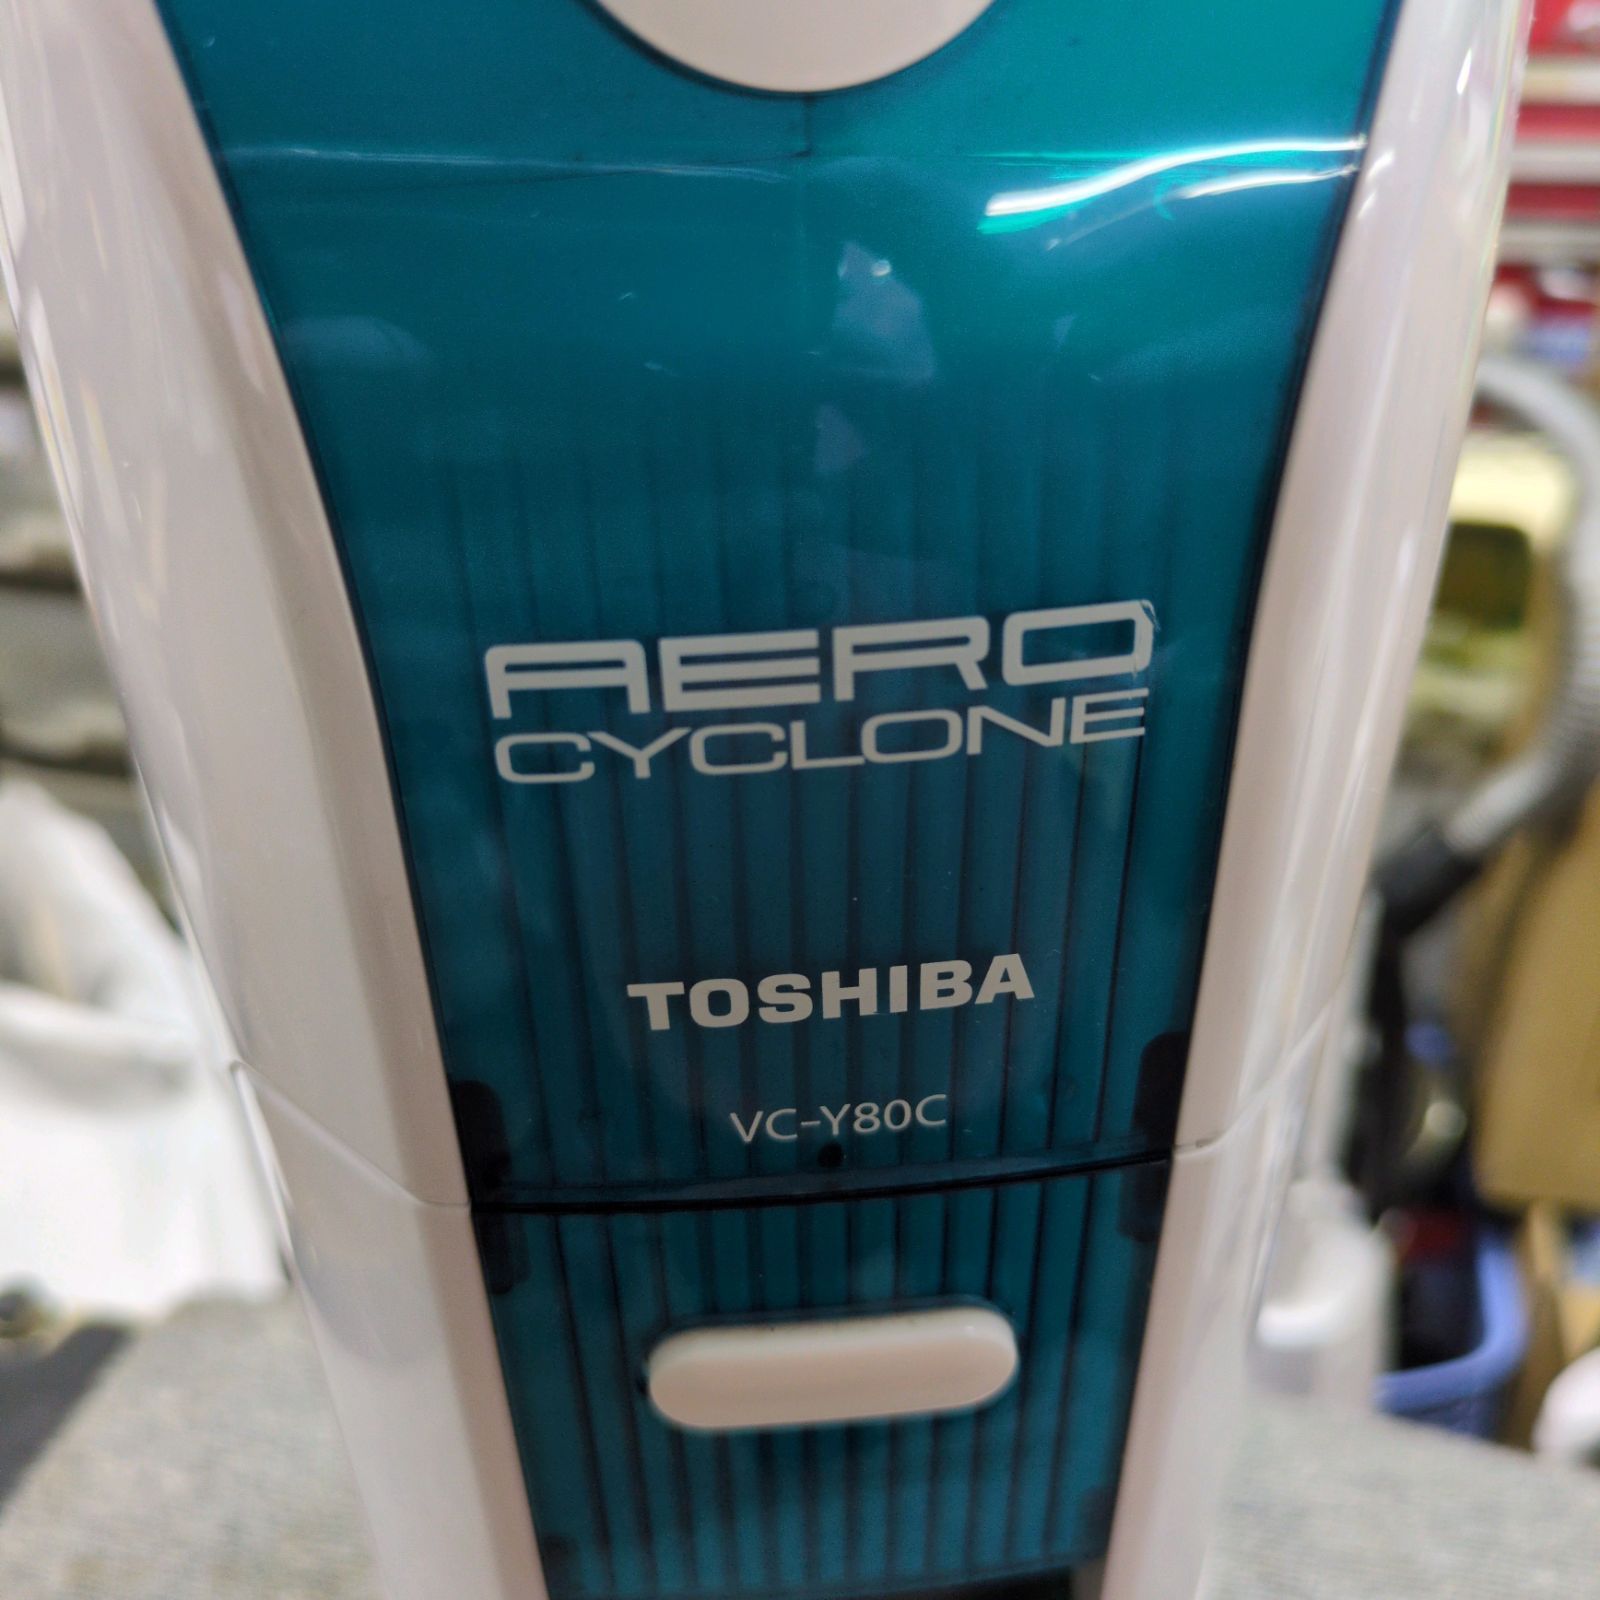 AERO
CYCLONE
TOSHIBA
VC-Y80C